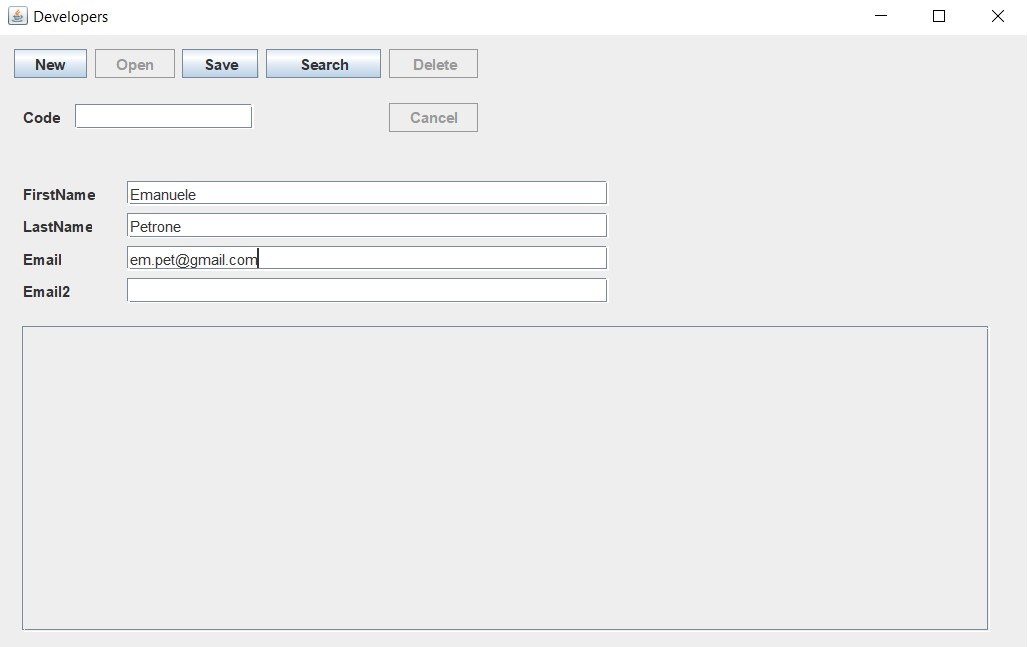 Developers
New Open Save Search Delete
Code Cancel
FirstName Emanuele
LastName Petrone
Email em.pet@gmail.com
Email2